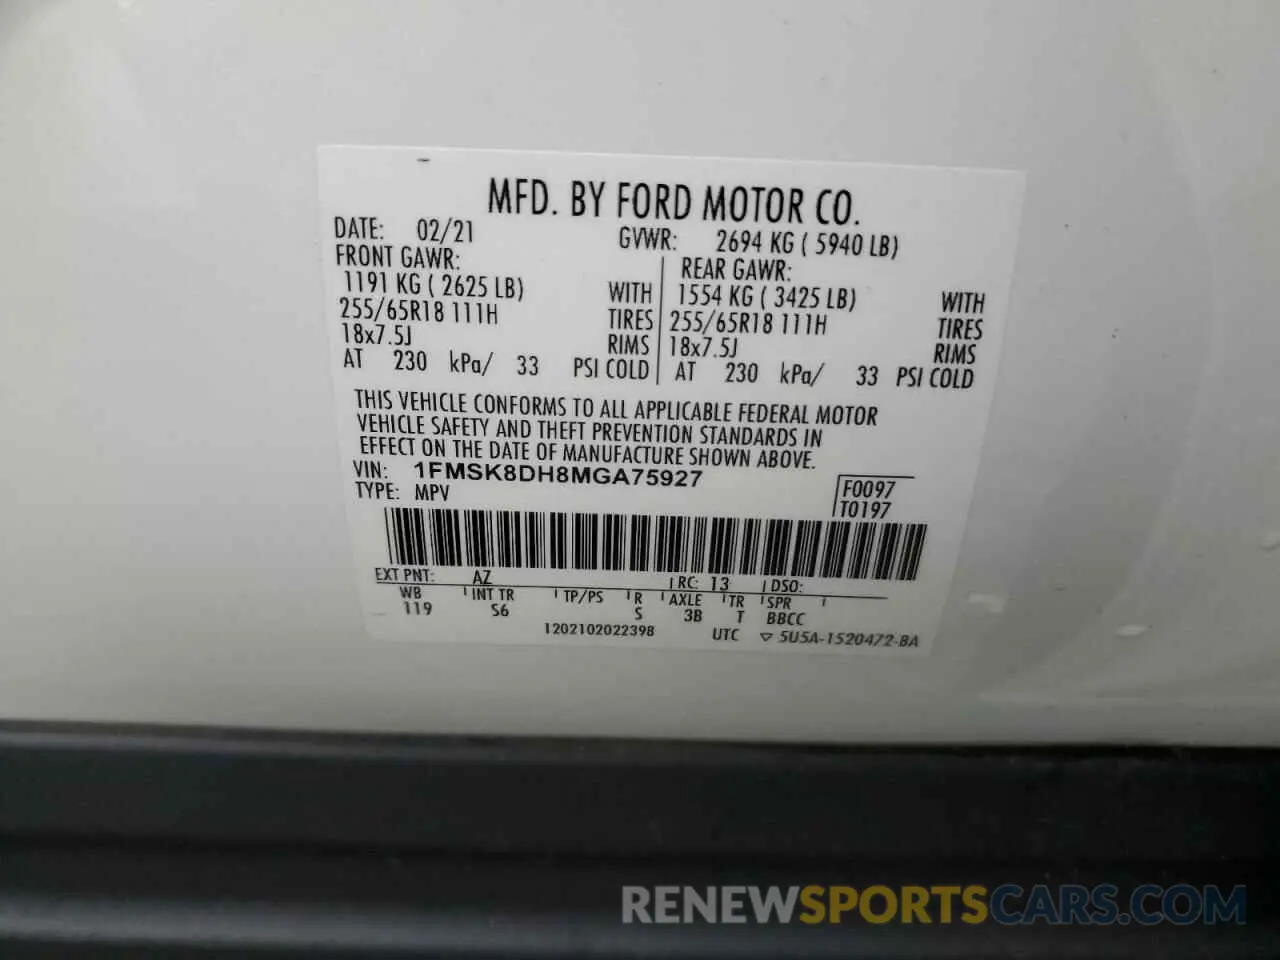 MFD. BY FORD MOTOR CO.
DATE: 02/21 GVWR: 2694 KG ( 5940 LB)
FRONT GAWR: REAR GAWR:
1191 KG ( 2625 LB) WITH 1554 KG ( 3425 LB) WITH
255/65R18 111H TIRES 255/65R18 111H TIRES
18x7.5J RIMS 18x7.5J RIMS
AT 230 kPa/ 33 PSI COLD AT 230 kPa/ 33 PSI COLD
THIS VEHICLE CONFORMS TO ALL APPLICABLE FEDERAL MOTOR
VEHICLE SAFETY AND THEFT PREVENTION STANDARDS IN
EFFECT ON THE DATE OF MANUFACTURE SHOWN ABOVE.
VIN: 1FMSK8DH8MGA75927
TYPE: MPV
F0097
T0197
EXT PNT: AZ RC: 13 DSO:
WB INT TR TP/PS R AXLE TR SPR
119 S6 S 3B T BBCC
1202102022398 UTC ▽ 5U5A-1520472-BA
RENEWSPORTSCARS.COM